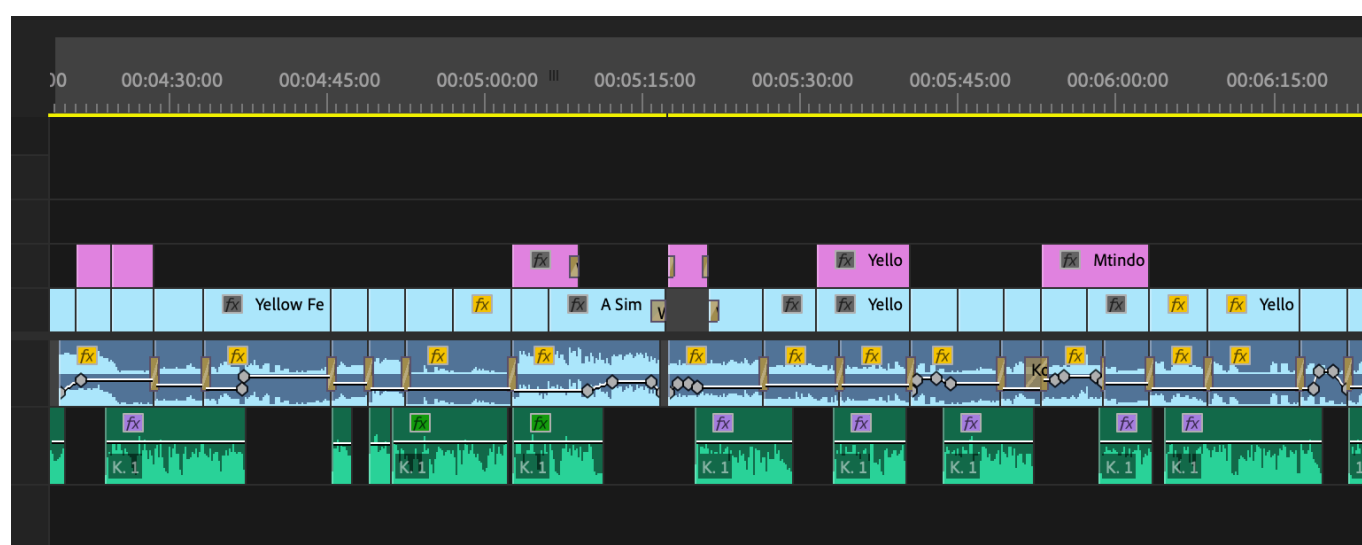 00 00:04:30:00 00:04:45:00 00:05:00:00 00:05:15:00 00:05:30:00 00:05:45:00 00:06:00:00 00:06:15:00
fx fx Yello fx Mtindo
fx Yellow Fe fx fx A Sim fx fx Yello fx fx fx Yello
fx fx fx fx fx fx fx fx fx fx fx
fx fx fx fx fx fx fx fx
K. 1 K. 1 K. 1 K. 1 K. 1 K. 1 K. 1 K. 1 1